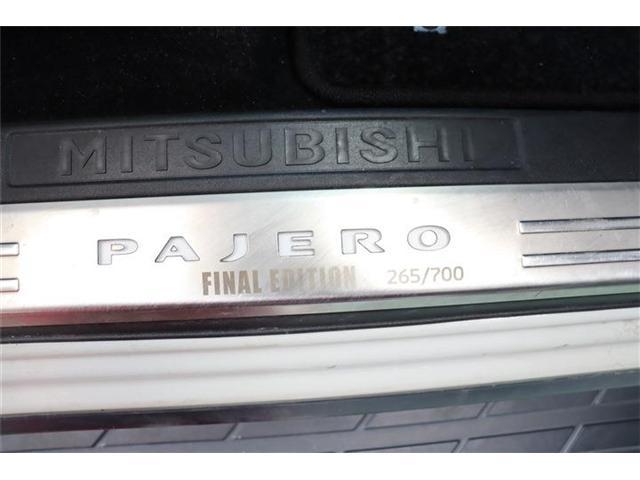 MITSUBISHI
PAJERO
FINAL EDITION 265/700